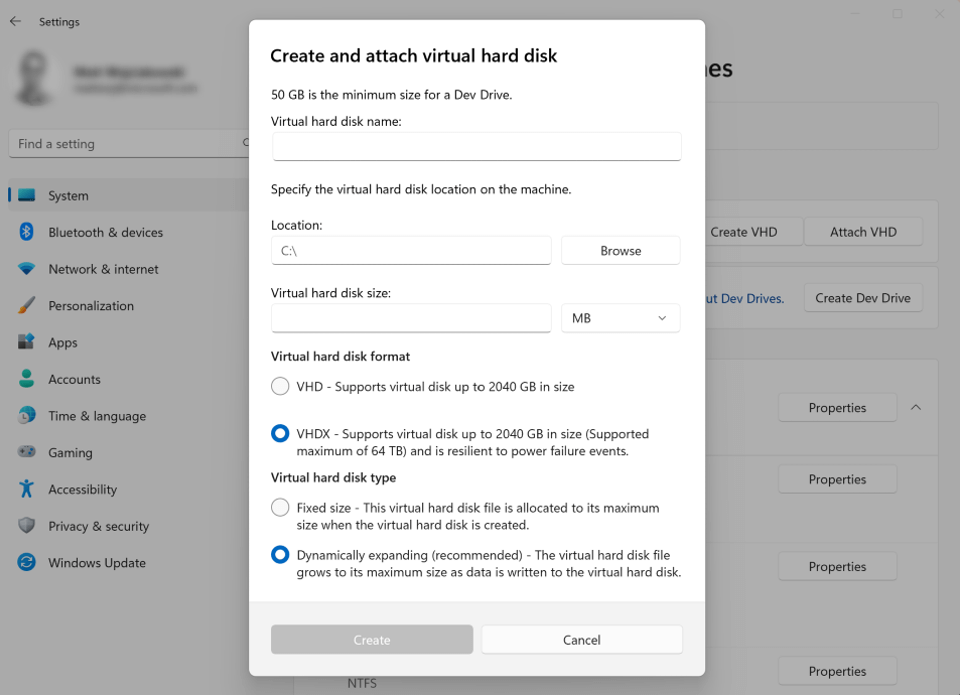 Settings
Find a setting
System
Bluetooth & devices
Network & internet
Personalization
Apps
Accounts
Time & language
Gaming
Accessibility
Privacy & security
Windows Update
Create and attach virtual hard disk
50 GB is the minimum size for a Dev Drive.
Virtual hard disk name:
Specify the virtual hard disk location on the machine.
Location:
C:\
Browse
Virtual hard disk size:
MB
Virtual hard disk format
VHD - Supports virtual disk up to 2040 GB in size
VHDX - Supports virtual disk up to 2040 GB in size (Supported
maximum of 64 TB) and is resilient to power failure events.
Virtual hard disk type
Fixed size - This virtual hard disk file is allocated to its maximum
size when the virtual hard disk is created.
Dynamically expanding (recommended) - The virtual hard disk file
grows to its maximum size as data is written to the virtual hard disk.
Create
Cancel
Create VHD
Attach VHD
Dev Drives.
Create Dev Drive
Properties
Properties
Properties
Properties
NTFS